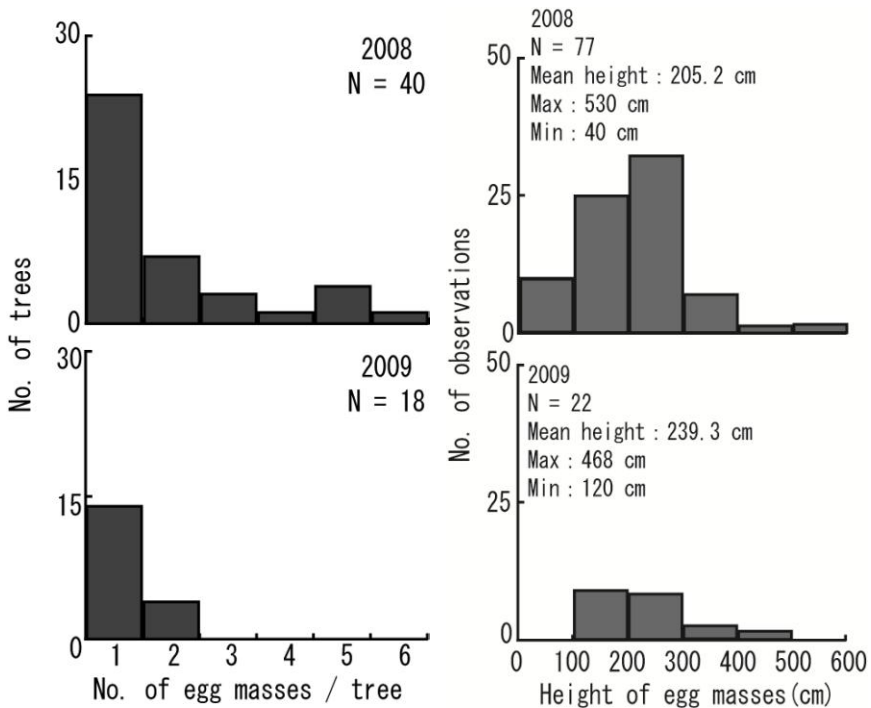 30
15
0
2008
N = 40
30
15
0
2009
N = 18
1 2 3 4 5 6
No. of egg masses / tree
No. of trees
50
25
0
2008
N = 77
Mean height : 205.2 cm
Max : 530 cm
Min : 40 cm
50
25
0
2009
N = 22
Mean height : 239.3 cm
Max : 468 cm
Min : 120 cm
0 100 200 300 400 500 600
Height of egg masses(cm)
No. of observations